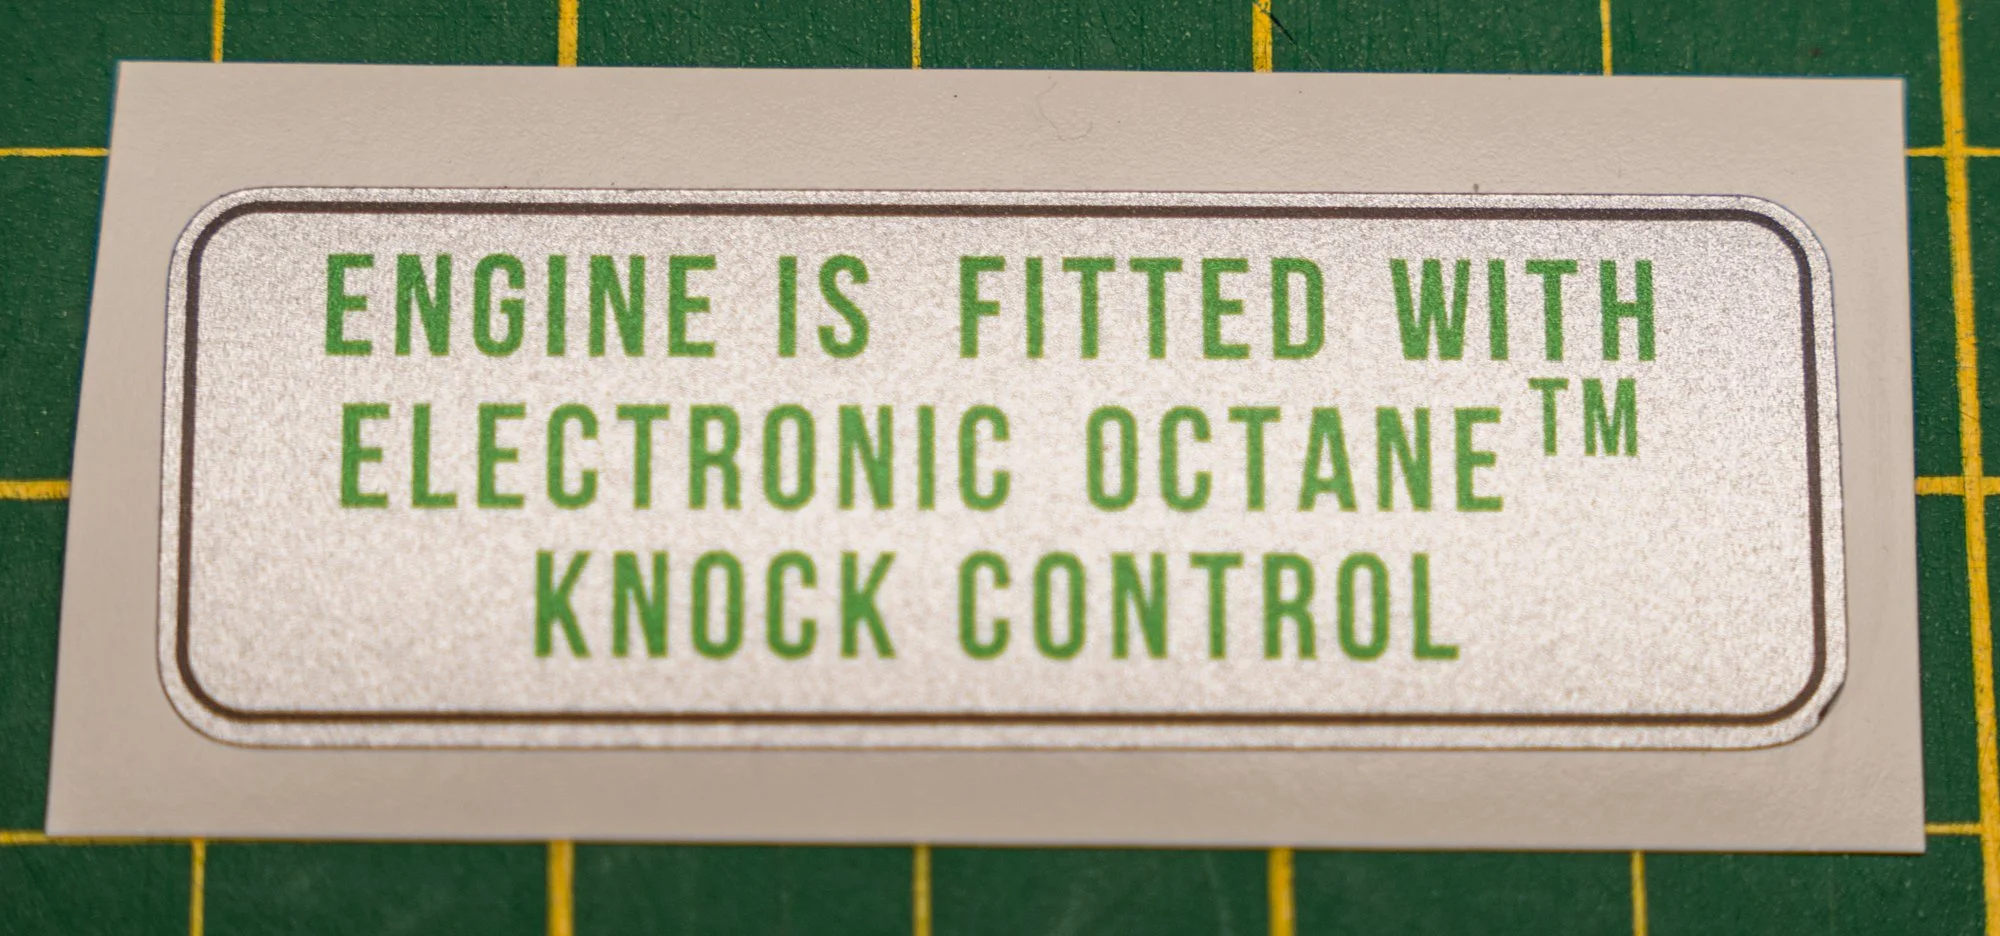 ENGINE IS FITTED WITH
ELECTRONIC OCTANE™
KNOCK CONTROL